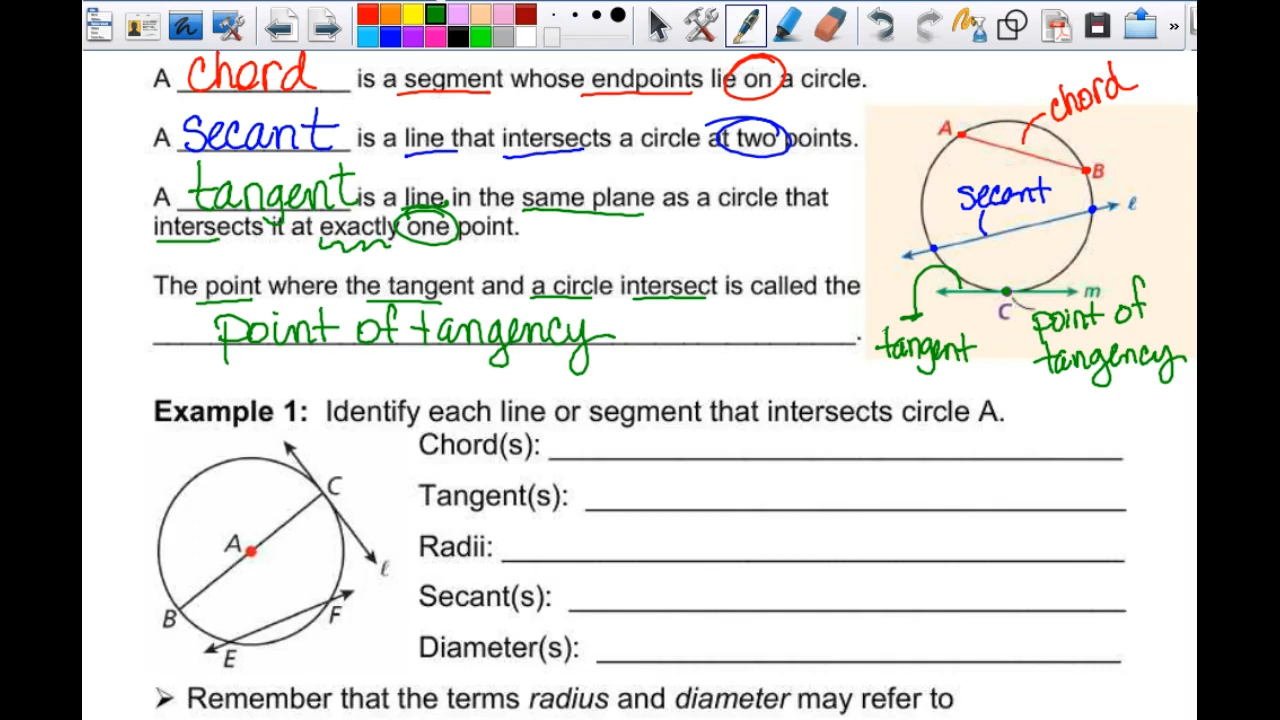 A chord is a segment whose endpoints lie on a circle.
A secant is a line that intersects a circle at two points.
A tangent is a line in the same plane as a circle that
intersects it at exactly one point.
The point where the tangent and a circle intersect is called the
point of tangency.
chord
A
B
secant
ℓ
m
C
tangent
point of
tangency
Example 1: Identify each line or segment that intersects circle A.
Chord(s):
Tangent(s):
Radii:
Secant(s):
Diameter(s):
C
A
ℓ
B
F
E
➢ Remember that the terms radius and diameter may refer to
»